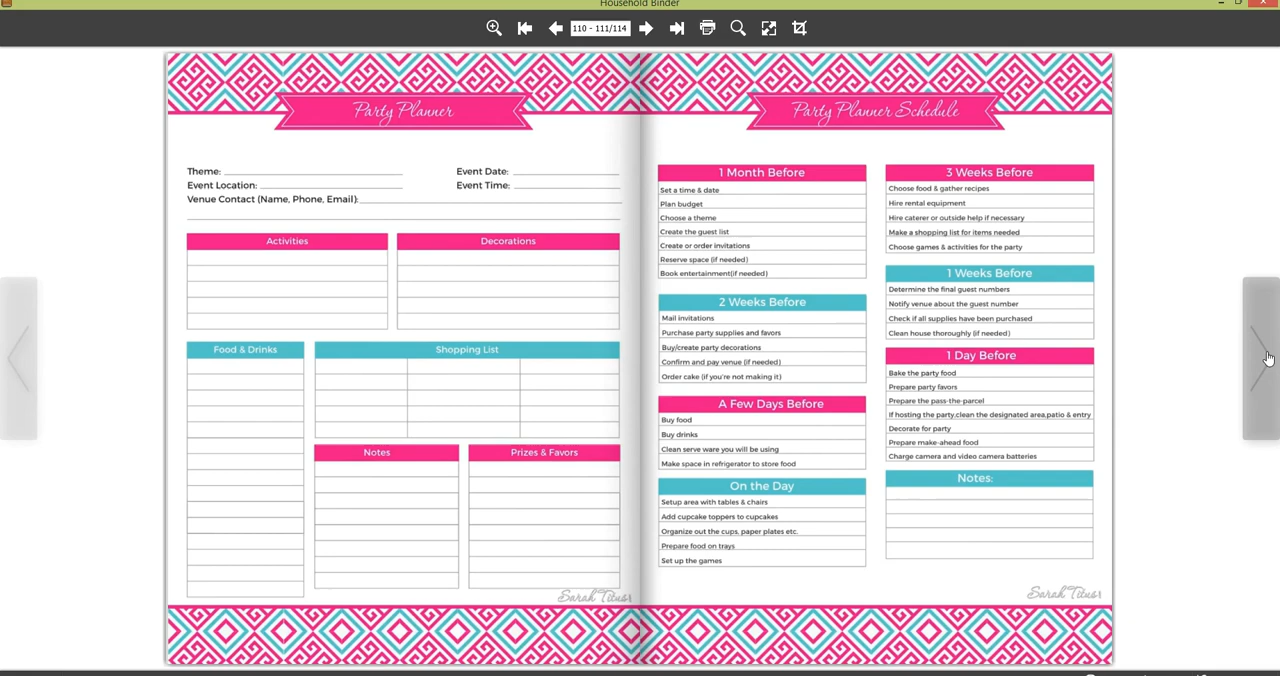 Household Binder
110 - 111/114
Party Planner
Theme:
Event Date:
Event Location:
Event Time:
Venue Contact (Name, Phone, Email):
Activities
Decorations
Food & Drinks
Shopping List
Notes
Prizes & Favors
Sarah Titus
Party Planner Schedule
1 Month Before
Set a time & date
Plan budget
Choose a theme
Create the guest list
Create or order invitations
Reserve space (if needed)
Book entertainment(if needed)
2 Weeks Before
Mail invitations
Purchase party supplies and favors
Buy/create party decorations
Confirm and pay venue (if needed)
Order cake (if you're not making it)
A Few Days Before
Buy food
Buy drinks
Clean serve ware you will be using
Make space in refrigerator to store food
On the Day
Setup area with tables & chairs
Add cupcake toppers to cupcakes
Organize out the cups, paper plates etc.
Prepare food on trays
Set up the games
3 Weeks Before
Choose food & gather recipes
Hire rental equipment
Hire caterer or outside help if necessary
Make a shopping list for items needed
Choose games & activities for the party
1 Weeks Before
Determine the final guest numbers
Notify venue about the guest number
Check if all supplies have been purchased
Clean house thoroughly (if needed)
1 Day Before
Bake the party food
Prepare party favors
Prepare the pass-the-parcel
If hosting the party,clean the designated area,patio & entry
Decorate for party
Prepare make-ahead food
Charge camera and video camera batteries
Notes:
Sarah Titus